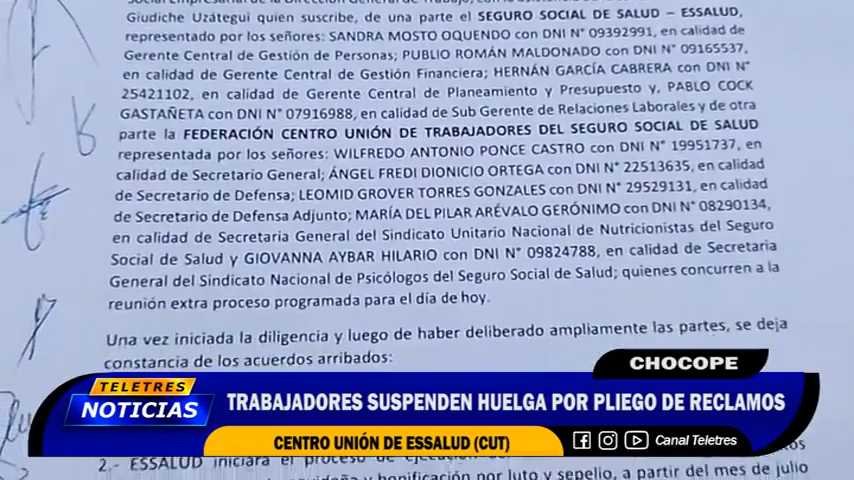 Giudiche Uzátegui quien suscribe, de una parte el SEGURO SOCIAL DE SALUD – ESSALUD,
representado por los señores: SANDRA MOSTO OQUENDO con DNI N° 09392991, en calidad de
Gerente Central de Gestión de Personas; PUBLIO ROMÁN MALDONADO con DNI N° 09165537,
en calidad de Gerente Central de Gestión Financiera; HERNÁN GARCÍA CABRERA con DNI N°
25421102, en calidad de Gerente Central de Planeamiento y Presupuesto y, PABLO COCK
GASTAÑETA con DNI N° 07916988, en calidad de Sub Gerente de Relaciones Laborales y de otra
parte la FEDERACIÓN CENTRO UNIÓN DE TRABAJADORES DEL SEGURO SOCIAL DE SALUD
representada por los señores: WILFREDO ANTONIO PONCE CASTRO con DNI N° 19951737, en
calidad de Secretario General; ÁNGEL FREDI DIONICIO ORTEGA con DNI N° 22513635, en calidad
de Secretario de Defensa; LEOMID GROVER TORRES GONZALES con DNI N° 29529131, en calidad
de Secretario de Defensa Adjunto; MARÍA DEL PILAR ARÉVALO GERÓNIMO con DNI N° 08290134,
en calidad de Secretaria General del Sindicato Unitario Nacional de Nutricionistas del Seguro
Social de Salud y GIOVANNA AYBAR HILARIO con DNI N° 09824788, en calidad de Secretaria
General del Sindicato Nacional de Psicólogos del Seguro Social de Salud; quienes concurren a la
reunión extra proceso programada para el día de hoy.
Una vez iniciada la diligencia y luego de haber deliberado ampliamente las partes, se deja
constancia de los acuerdos arribados:
CHOCOPE
TELETRES
NOTICIAS
TRABAJADORES SUSPENDEN HUELGA POR PLIEGO DE RECLAMOS
CENTRO UNIÓN DE ESSALUD (CUT)
Canal Teletres
2.- ESSALUD iniciará el proceso de
y bonificación por luto y sepelio, a partir del mes de julio